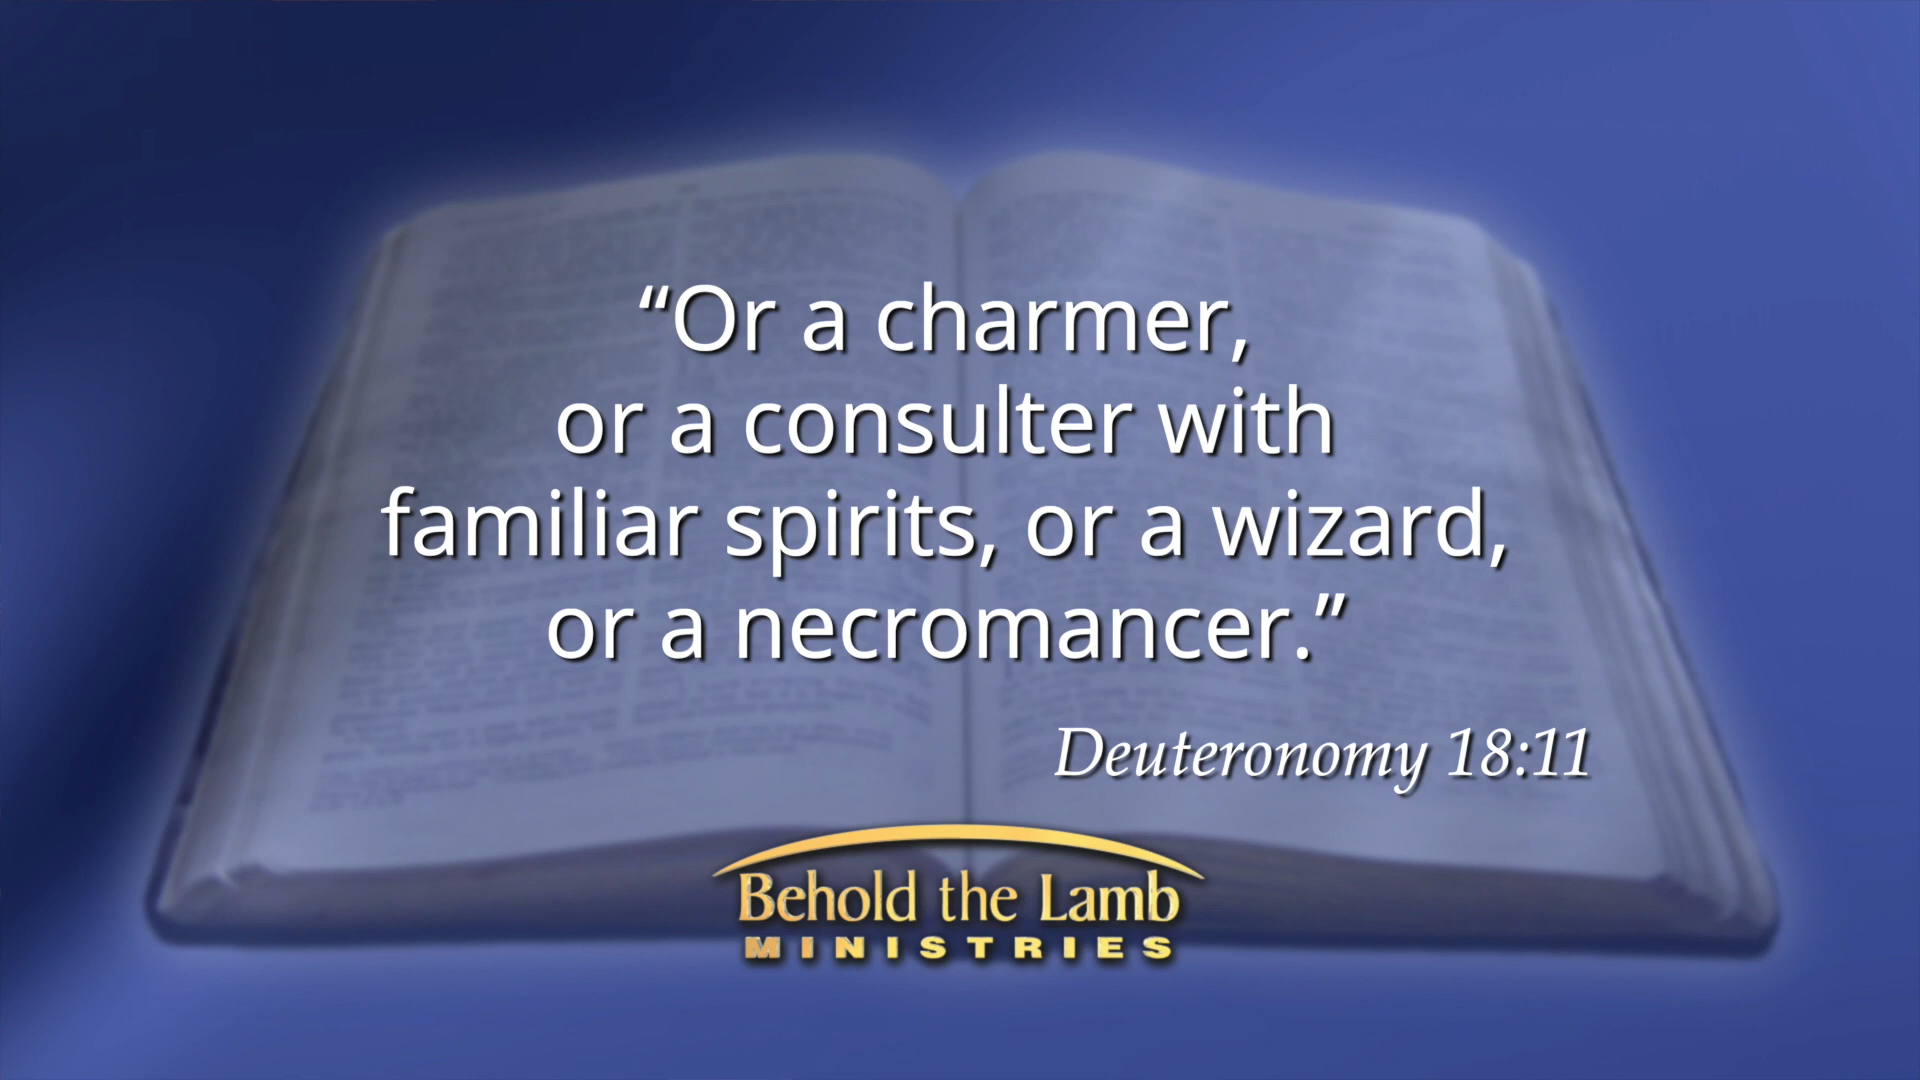 “Or a charmer,
or a consulter with
familiar spirits, or a wizard,
or a necromancer.”
Deuteronomy 18:11
Behold the Lamb
MINISTRIES